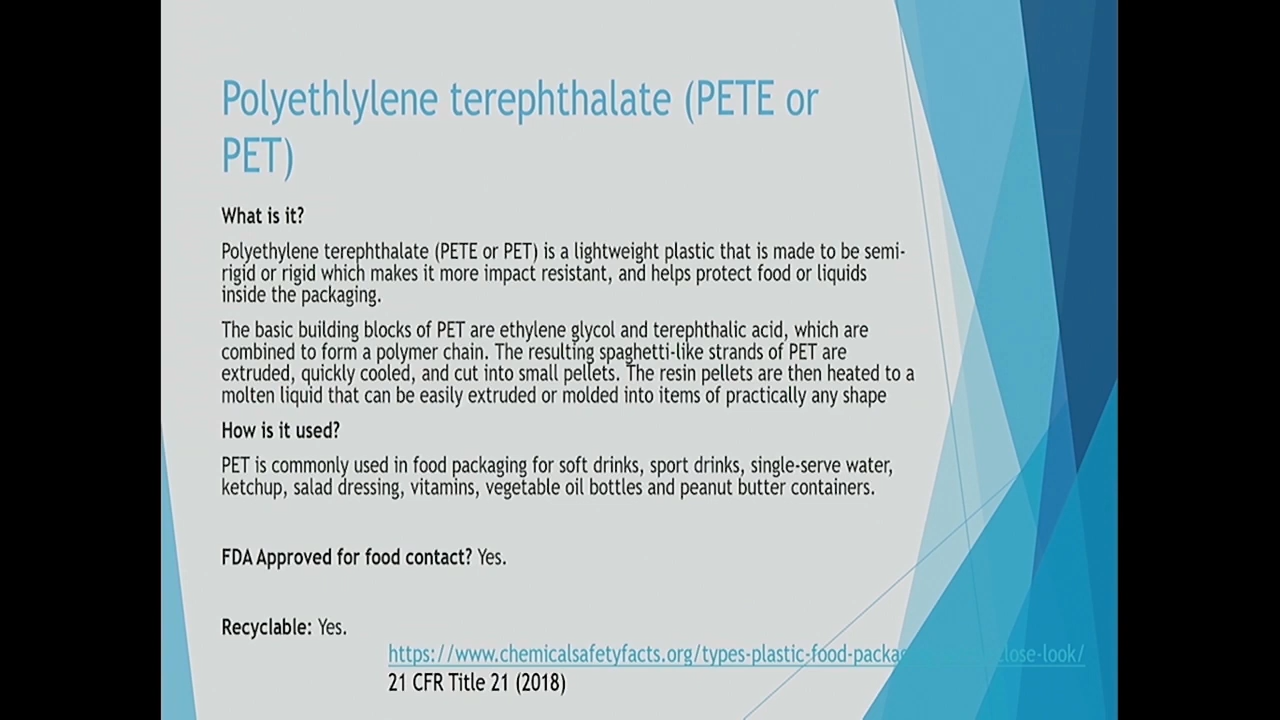 Polyethlylene terephthalate (PETE or
PET)
What is it?
Polyethylene terephthalate (PETE or PET) is a lightweight plastic that is made to be semi-
rigid or rigid which makes it more impact resistant, and helps protect food or liquids
inside the packaging.
The basic building blocks of PET are ethylene glycol and terephthalic acid, which are
combined to form a polymer chain. The resulting spaghetti-like strands of PET are
extruded, quickly cooled, and cut into small pellets. The resin pellets are then heated to a
molten liquid that can be easily extruded or molded into items of practically any shape
How is it used?
PET is commonly used in food packaging for soft drinks, sport drinks, single-serve water,
ketchup, salad dressing, vitamins, vegetable oil bottles and peanut butter containers.
FDA Approved for food contact? Yes.
Recyclable: Yes.
https://www.chemicalsafetyfacts.org/types-plastic-food-packa close-look/
21 CFR Title 21 (2018)